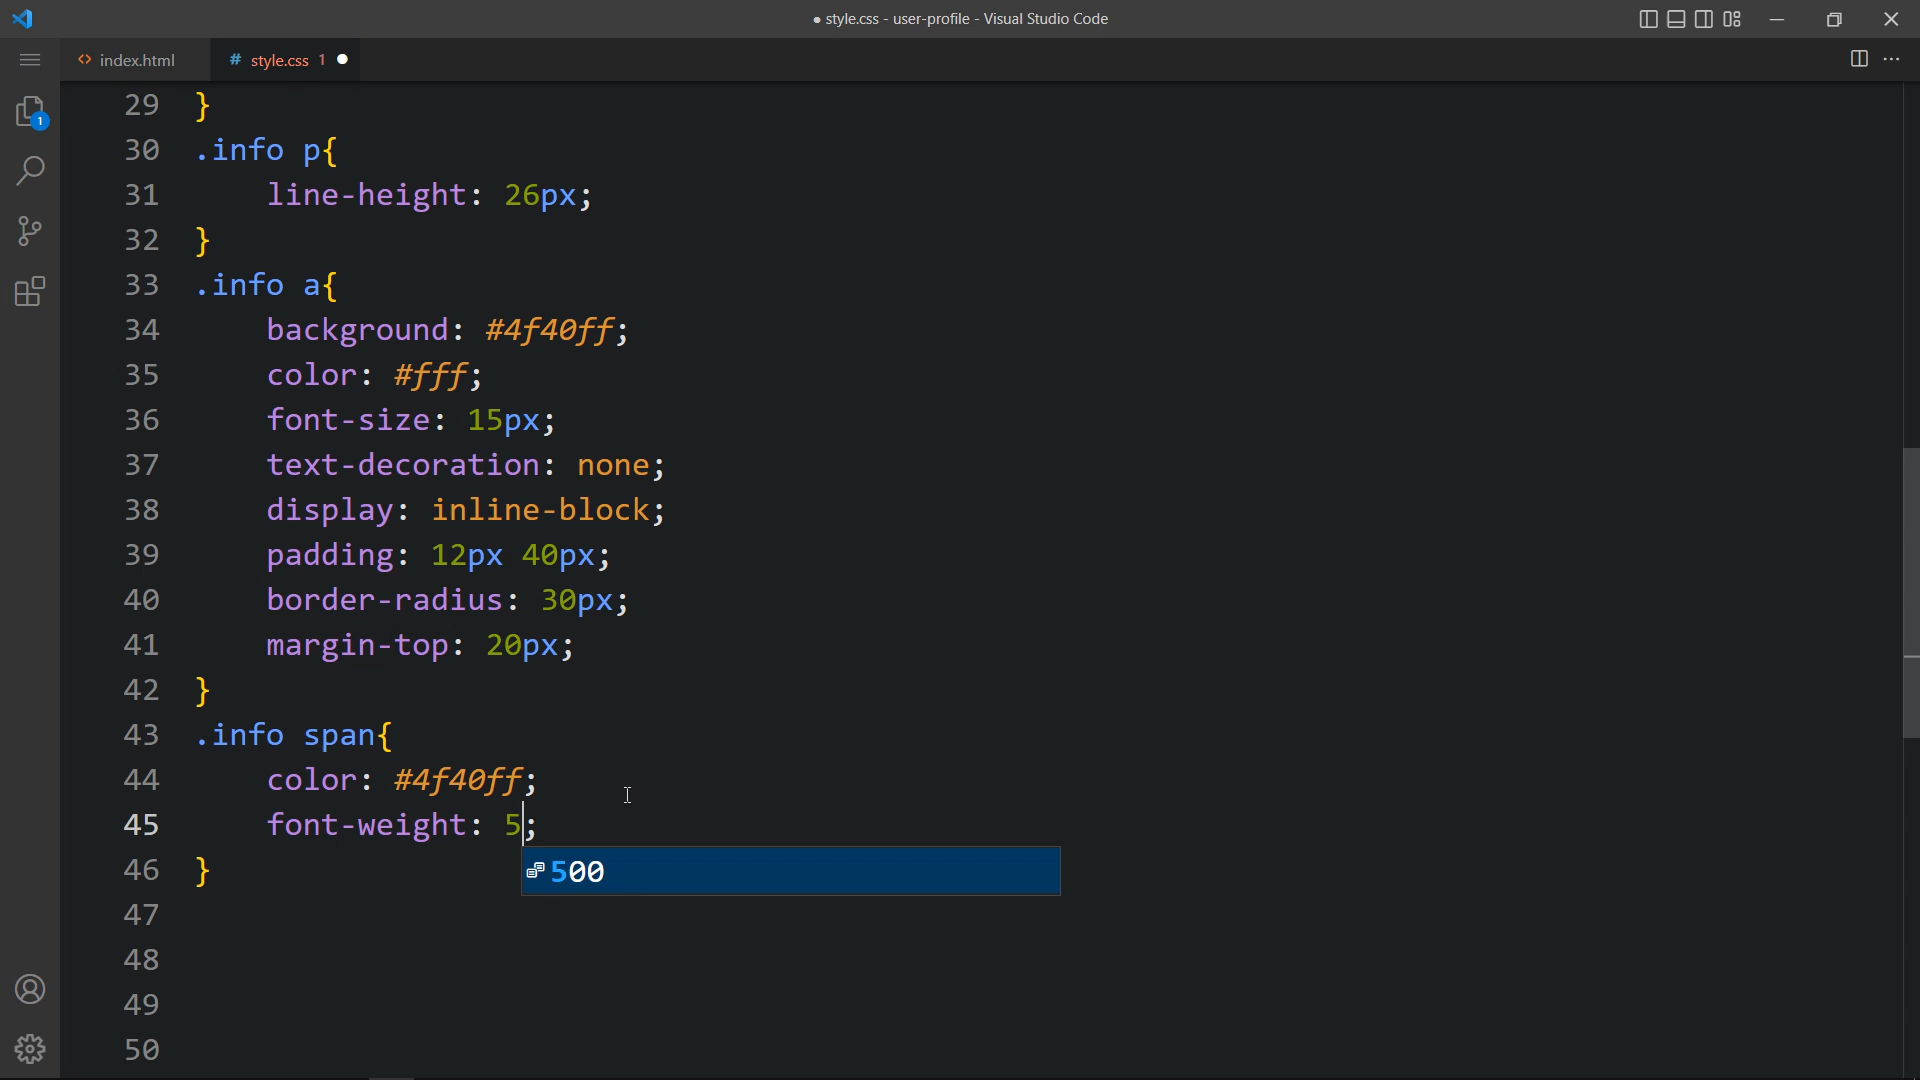 ● style.css - user-profile - Visual Studio Code
index.html
# style.css 1 ●
1
29 }
30 .info p{
31 line-height: 26px;
32 }
33 .info a{
34 background: #4f40ff;
35 color: #fff;
36 font-size: 15px;
37 text-decoration: none;
38 display: inline-block;
39 padding: 12px 40px;
40 border-radius: 30px;
41 margin-top: 20px;
42 }
43 .info span{
44 color: #4f40ff;
45 font-weight: 5;
46 }
500
47
48
49
50